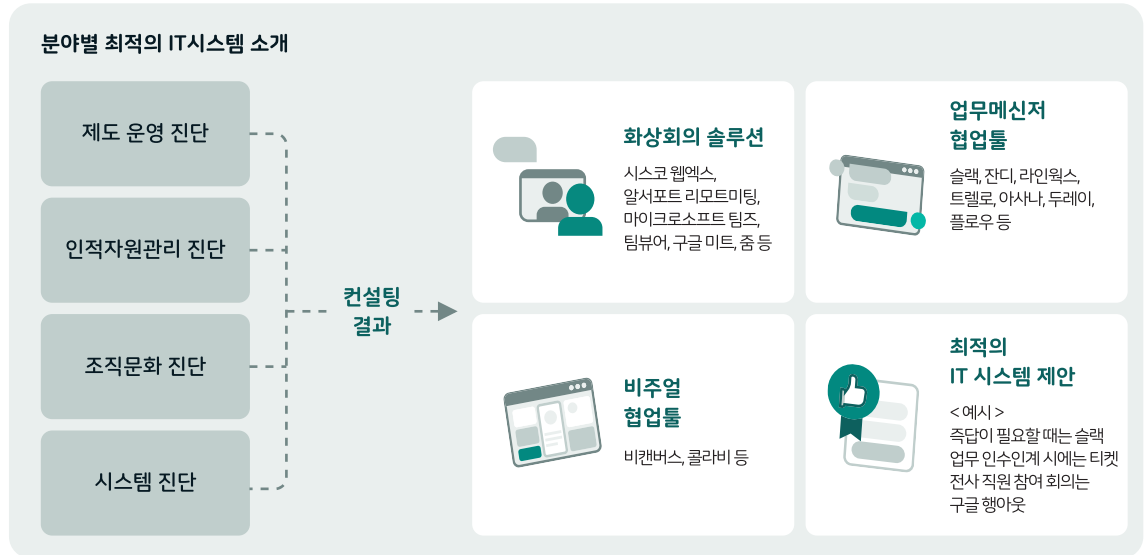 분야별 최적의 IT시스템 소개
제도 운영 진단
인적자원관리 진단
조직문화 진단
시스템 진단
컨설팅
결과
화상회의 솔루션
시스코 웹엑스,
알서포트 리모트미팅,
마이크로소프트 팀즈,
팀뷰어, 구글 미트, 줌 등
업무메신저
협업툴
슬랙, 잔디, 라인웍스,
트렐로, 아사나, 두레이,
플로우 등
비주얼
협업툴
비캔버스, 콜라비 등
최적의
IT 시스템 제안
< 예시 >
즉답이 필요할 때는 슬랙
업무 인수인계 시에는 티켓
전사 직원 참여 회의는
구글 행아웃